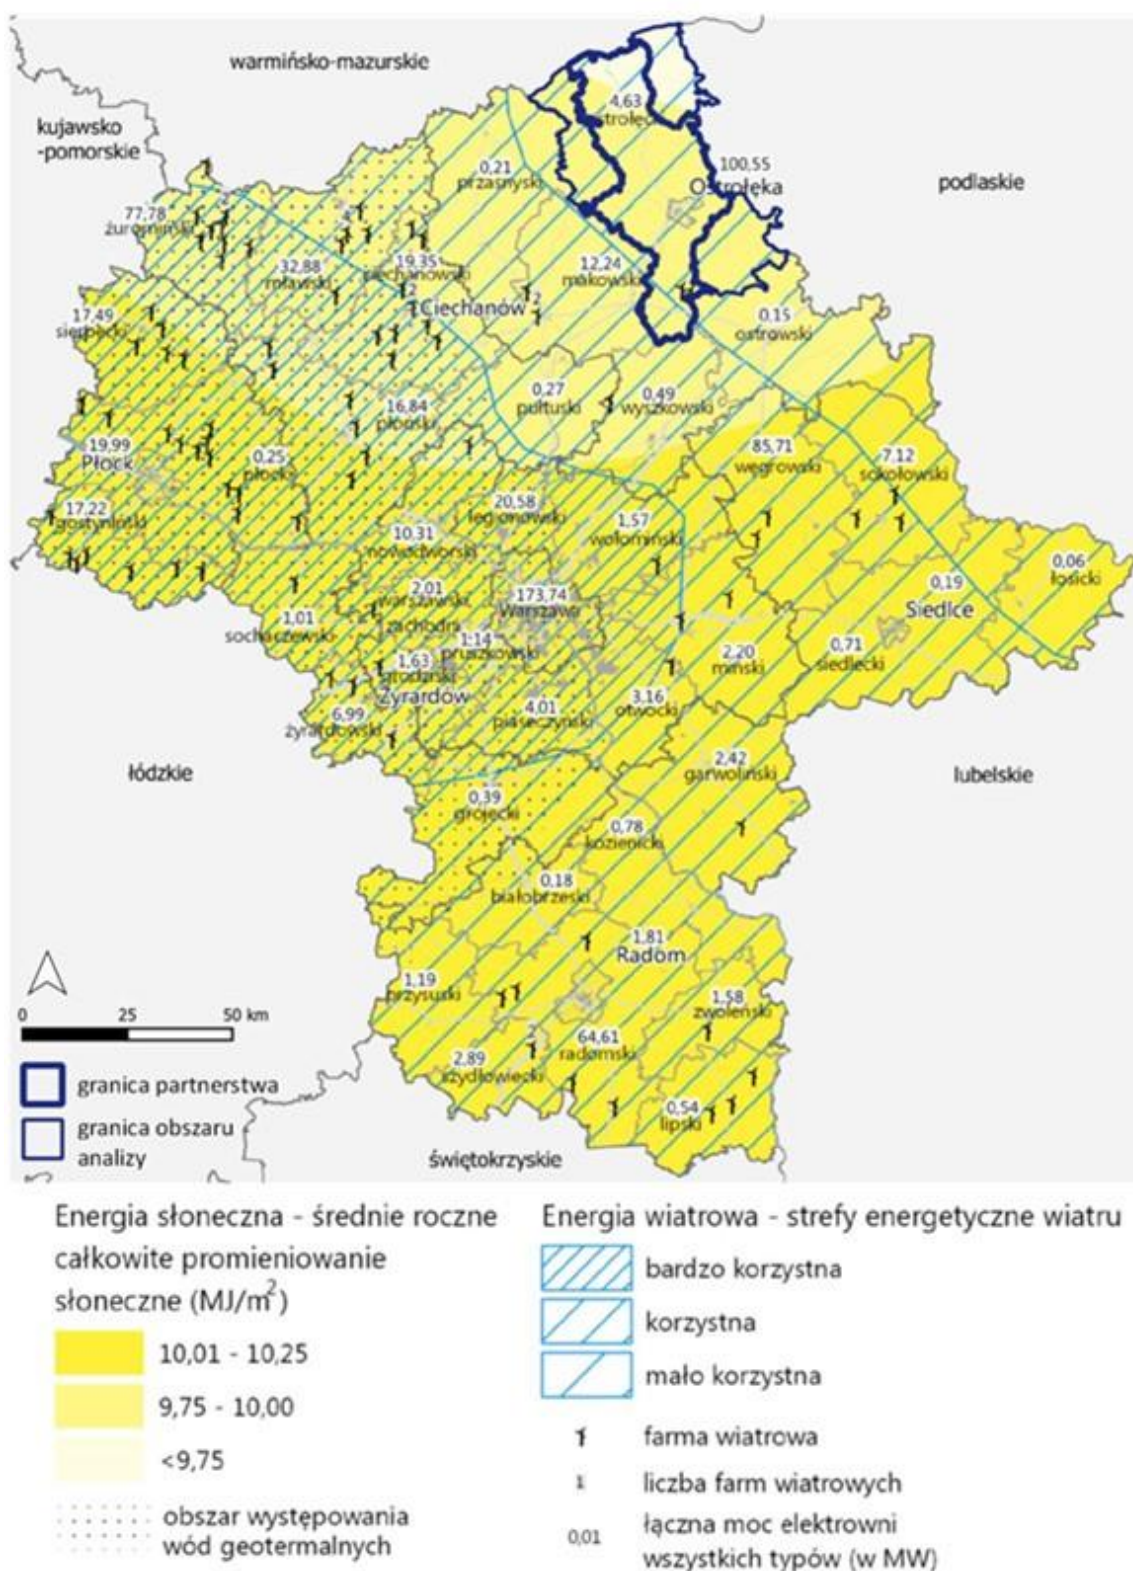 warmińsko-mazurskie
kujawsko
-pomorskie
podlaskie
4,63
ostrołęc
100,55
Ostrołęka
0,21
przasnyski
77,78
żuromiński
2
4
32,88
mławski
19,35
ciechanowski
2
Ciechanów
12,24
makowski
2
0,15
ostrowski
17,49
sierpecki
0,27
pułtuski
0,49
wyszkowski
16,84
płoński
19,99
Płock
0,25
płocki
85,71
węgrowski
7,12
sokołowski
17,22
gostyniński
20,58
legionowski
10,31
nowodworski
1,57
wołomiński
2,01
warszawski
zachodni
173,74
Warszawa
0,06
łosicki
0,19
Siedlce
1,01
sochaczewski
1,14
pruszkowski
1,63
grodziski
Żyrardów
2,20
miński
0,71
siedlecki
6,99
żyrardowski
4,01
piaseczyński
3,16
otwocki
łódzkie
2,42
garwoliński
lubelskie
0,39
grójecki
0,78
kozienicki
0,18
białobrzeski
1,81
Radom
1,19
przysuski
1,58
zwoleński
2
64,61
radomski
2,89
szydłowiecki
0,54
lipski
świętokrzyskie
0 25 50 km
granica partnerstwa
granica obszaru
analizy
Energia słoneczna - średnie roczne
całkowite promieniowanie
słoneczne (MJ/m²)
10,01 - 10,25
9,75 - 10,00
<9,75
obszar występowania
wód geotermalnych
Energia wiatrowa - strefy energetyczne wiatru
bardzo korzystna
korzystna
mało korzystna
farma wiatrowa
1 liczba farm wiatrowych
0,01 łączna moc elektrowni
wszystkich typów (w MW)